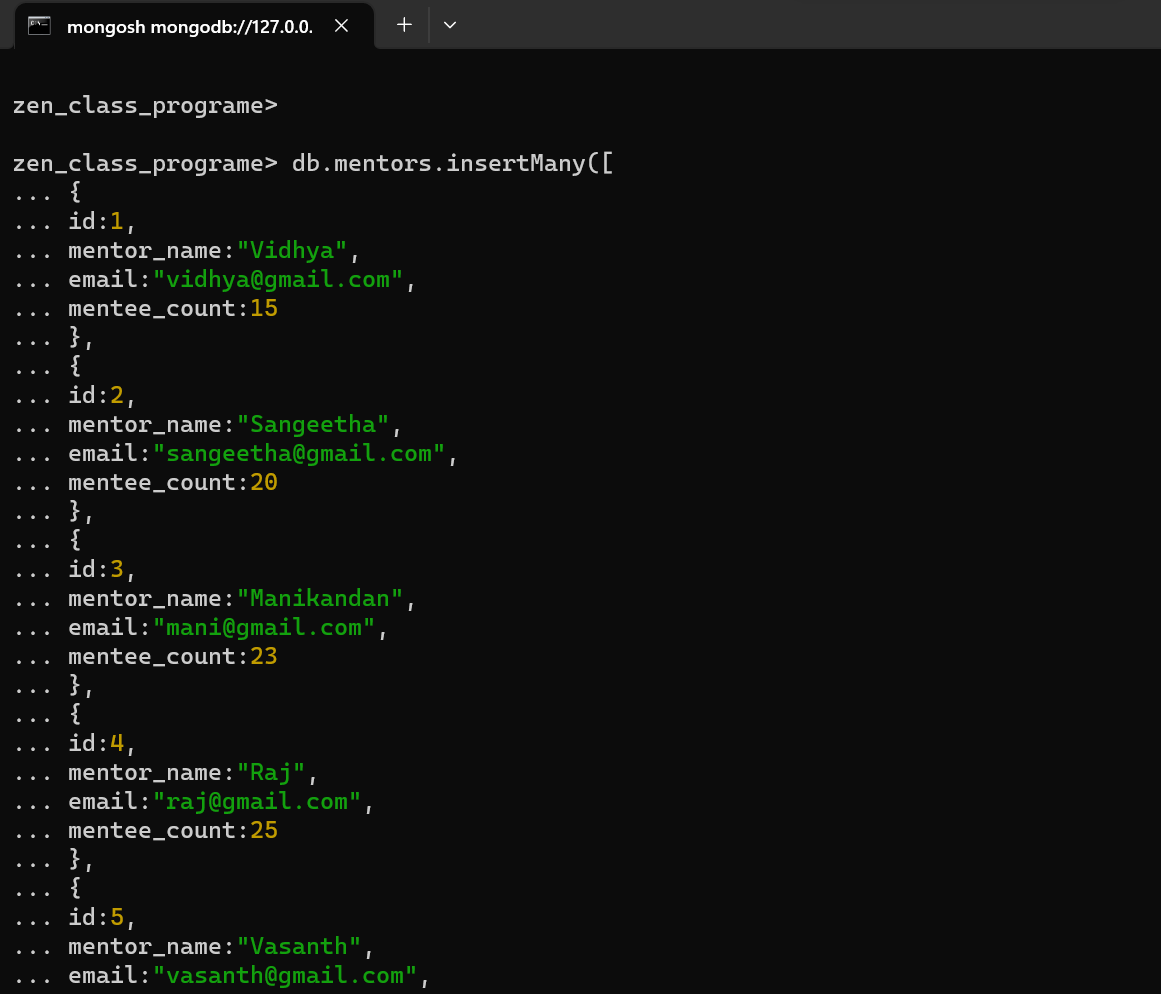 mongosh mongodb://127.0.0.
zen_class_programe>
zen_class_programe> db.mentors.insertMany([
... {
... id:1,
... mentor_name:"Vidhya",
... email:"vidhya@gmail.com",
... mentee_count:15
... },
... {
... id:2,
... mentor_name:"Sangeetha",
... email:"sangeetha@gmail.com",
... mentee_count:20
... },
... {
... id:3,
... mentor_name:"Manikandan",
... email:"mani@gmail.com",
... mentee_count:23
... },
... {
... id:4,
... mentor_name:"Raj",
... email:"raj@gmail.com",
... mentee_count:25
... },
... {
... id:5,
... mentor_name:"Vasanth",
... email:"vasanth@gmail.com",